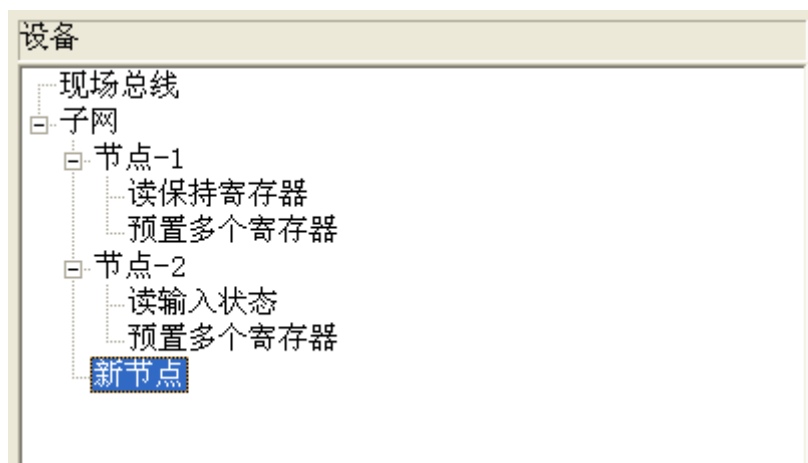 设备
现场总线
子网
节点-1
读保持寄存器
预置多个寄存器
节点-2
读输入状态
预置多个寄存器
新节点